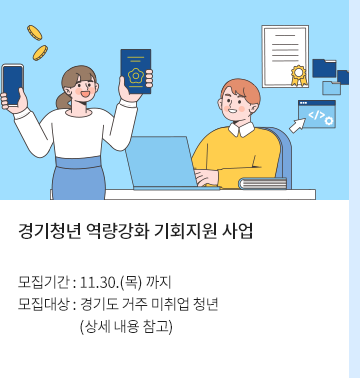 </>
경기청년 역량강화 기회지원 사업
모집기간 : 11.30.(목) 까지
모집대상 : 경기도 거주 미취업 청년
(상세 내용 참고)